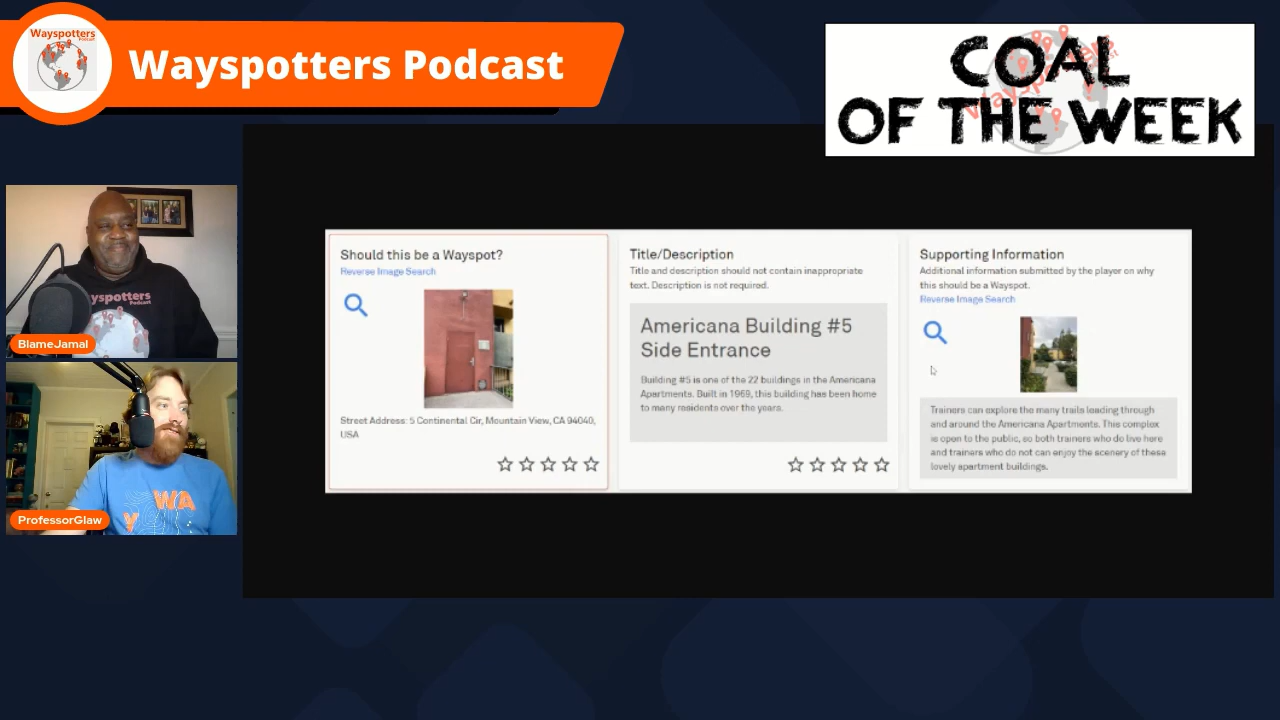 Wayspotters
Podcast
Wayspotters Podcast
COAL
OF THE WEEK
BlameJamal
ProfessorGlaw
WA
Should this be a Wayspot?
Reverse Image Search
Street Address: 5 Continental Cir, Mountain View, CA 94040,
USA
Title/Description
Title and description should not contain inappropriate
text. Description is not required.
Americana Building #5
Side Entrance
Building #5 is one of the 22 buildings in the Americana
Apartments. Built in 1969, this building has been home
to many residents over the years.
Supporting Information
Additional information submitted by the player on why
this should be a Wayspot.
Reverse Image Search
Trainers can explore the many trails leading through
and around the Americana Apartments. This complex
is open to the public, so both trainers who do live here
and trainers who do not can enjoy the scenery of these
lovely apartment buildings.